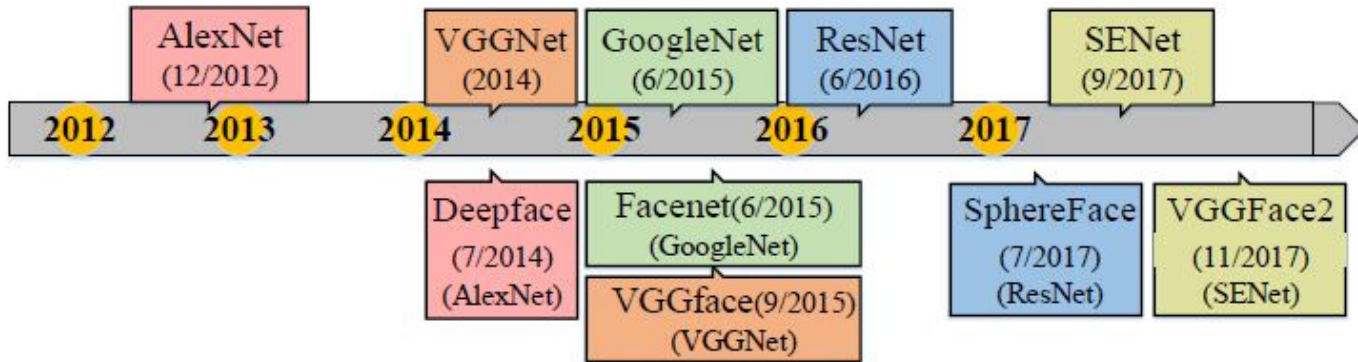 AlexNet
(12/2012)
VGGNet
(2014)
GoogleNet
(6/2015)
ResNet
(6/2016)
SENet
(9/2017)
2012 2013 2014 2015 2016 2017
Deepface
(7/2014)
(AlexNet)
Facenet(6/2015)
(GoogleNet)
VGGface(9/2015)
(VGGNet)
SphereFace
(7/2017)
(ResNet)
VGGFace2
(11/2017)
(SENet)